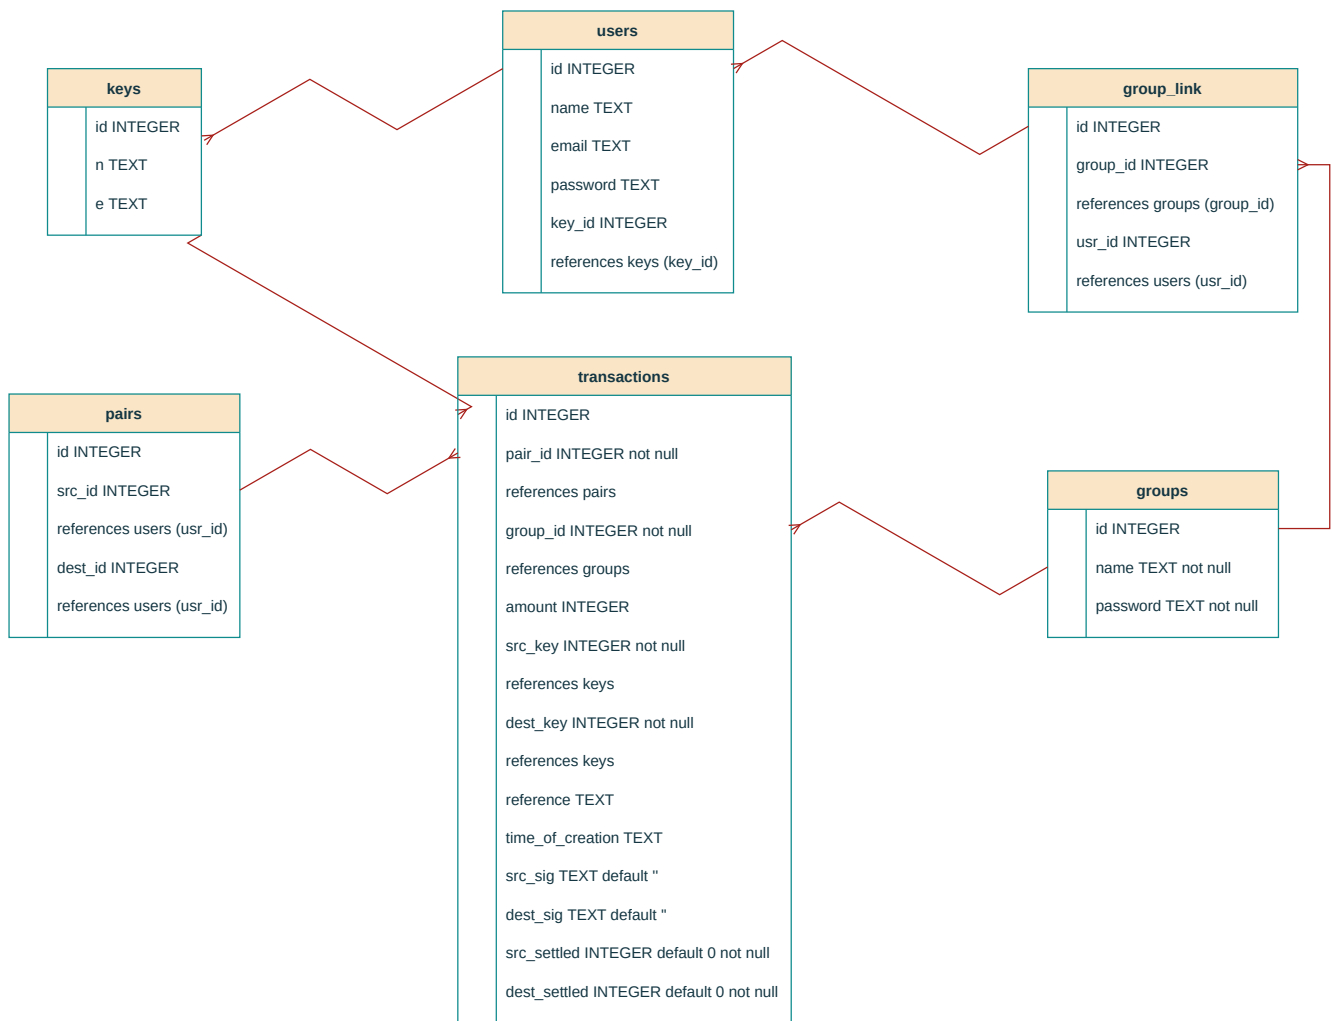 users
id INTEGER
name TEXT
email TEXT
password TEXT
key_id INTEGER
references keys (key_id)
keys
id INTEGER
n TEXT
e TEXT
group_link
id INTEGER
group_id INTEGER
references groups (group_id)
usr_id INTEGER
references users (usr_id)
transactions
id INTEGER
pair_id INTEGER not null
references pairs
group_id INTEGER not null
references groups
amount INTEGER
src_key INTEGER not null
references keys
dest_key INTEGER not null
references keys
reference TEXT
time_of_creation TEXT
src_sig TEXT default ''
dest_sig TEXT default ''
src_settled INTEGER default 0 not null
dest_settled INTEGER default 0 not null
pairs
id INTEGER
src_id INTEGER
references users (usr_id)
dest_id INTEGER
references users (usr_id)
groups
id INTEGER
name TEXT not null
password TEXT not null